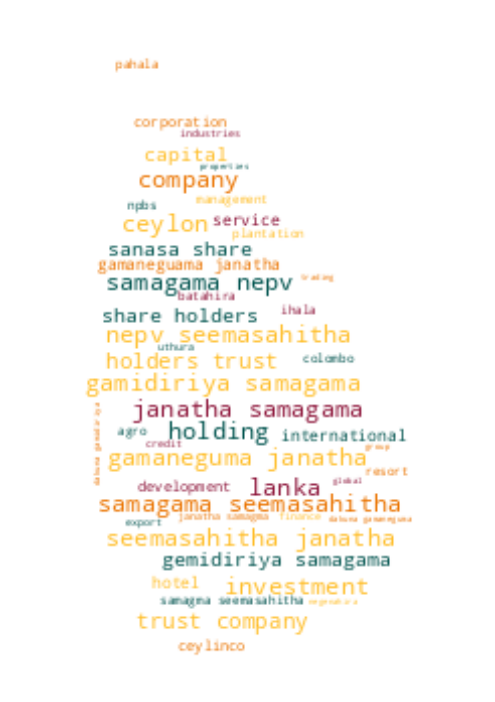 pahala
corporation
industries
capital
properties
company
management
npbs
ceylon service
plantation
sanasa share
gamaneguama janatha
samagama nepv trading
batahira
share holders ihala
nepv seemasahitha
uthura
holders trust colombo
gamidiriya samagama
janatha samagama
agro holding international
credit group
gamaneguma janatha
dakuna gamidiriya
resort
development lanka global
samagama seemasahitha
janatha samagma finance dakuna gamaneguma
export
seemasahitha janatha
gemidiriya samagama
hotel investment
samagma seemasahitha
trust company
ceylinco